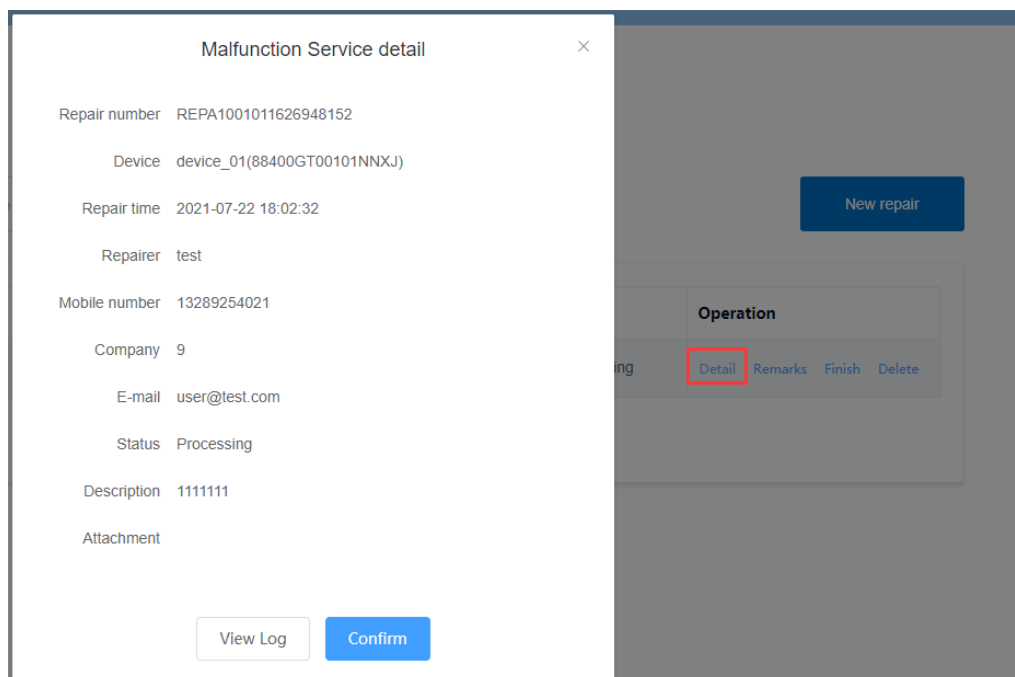 Malfunction Service detail
Repair number REPA1001011626948152
Device device_01(88400GT00101NNXJ)
Repair time 2021-07-22 18:02:32
Repairer test
Mobile number 13289254021
Company 9
E-mail user@test.com
Status Processing
Description 1111111
Attachment
View Log Confirm
New repair
Operation
ing Detail Remarks Finish Delete